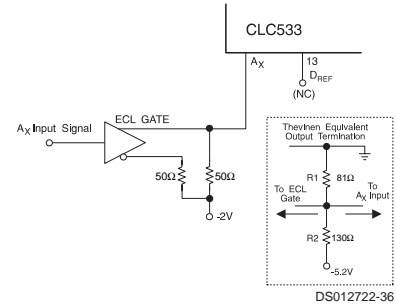 CLC533
AX
13
DREF
(NC)
ECL GATE
AX Input Signal
50Ω
50Ω
-2V
Thevinen Equivalent
Output Termination
R1
81Ω
To ECL
Gate
To
AX Input
R2
130Ω
-5.2V
DS012722-36